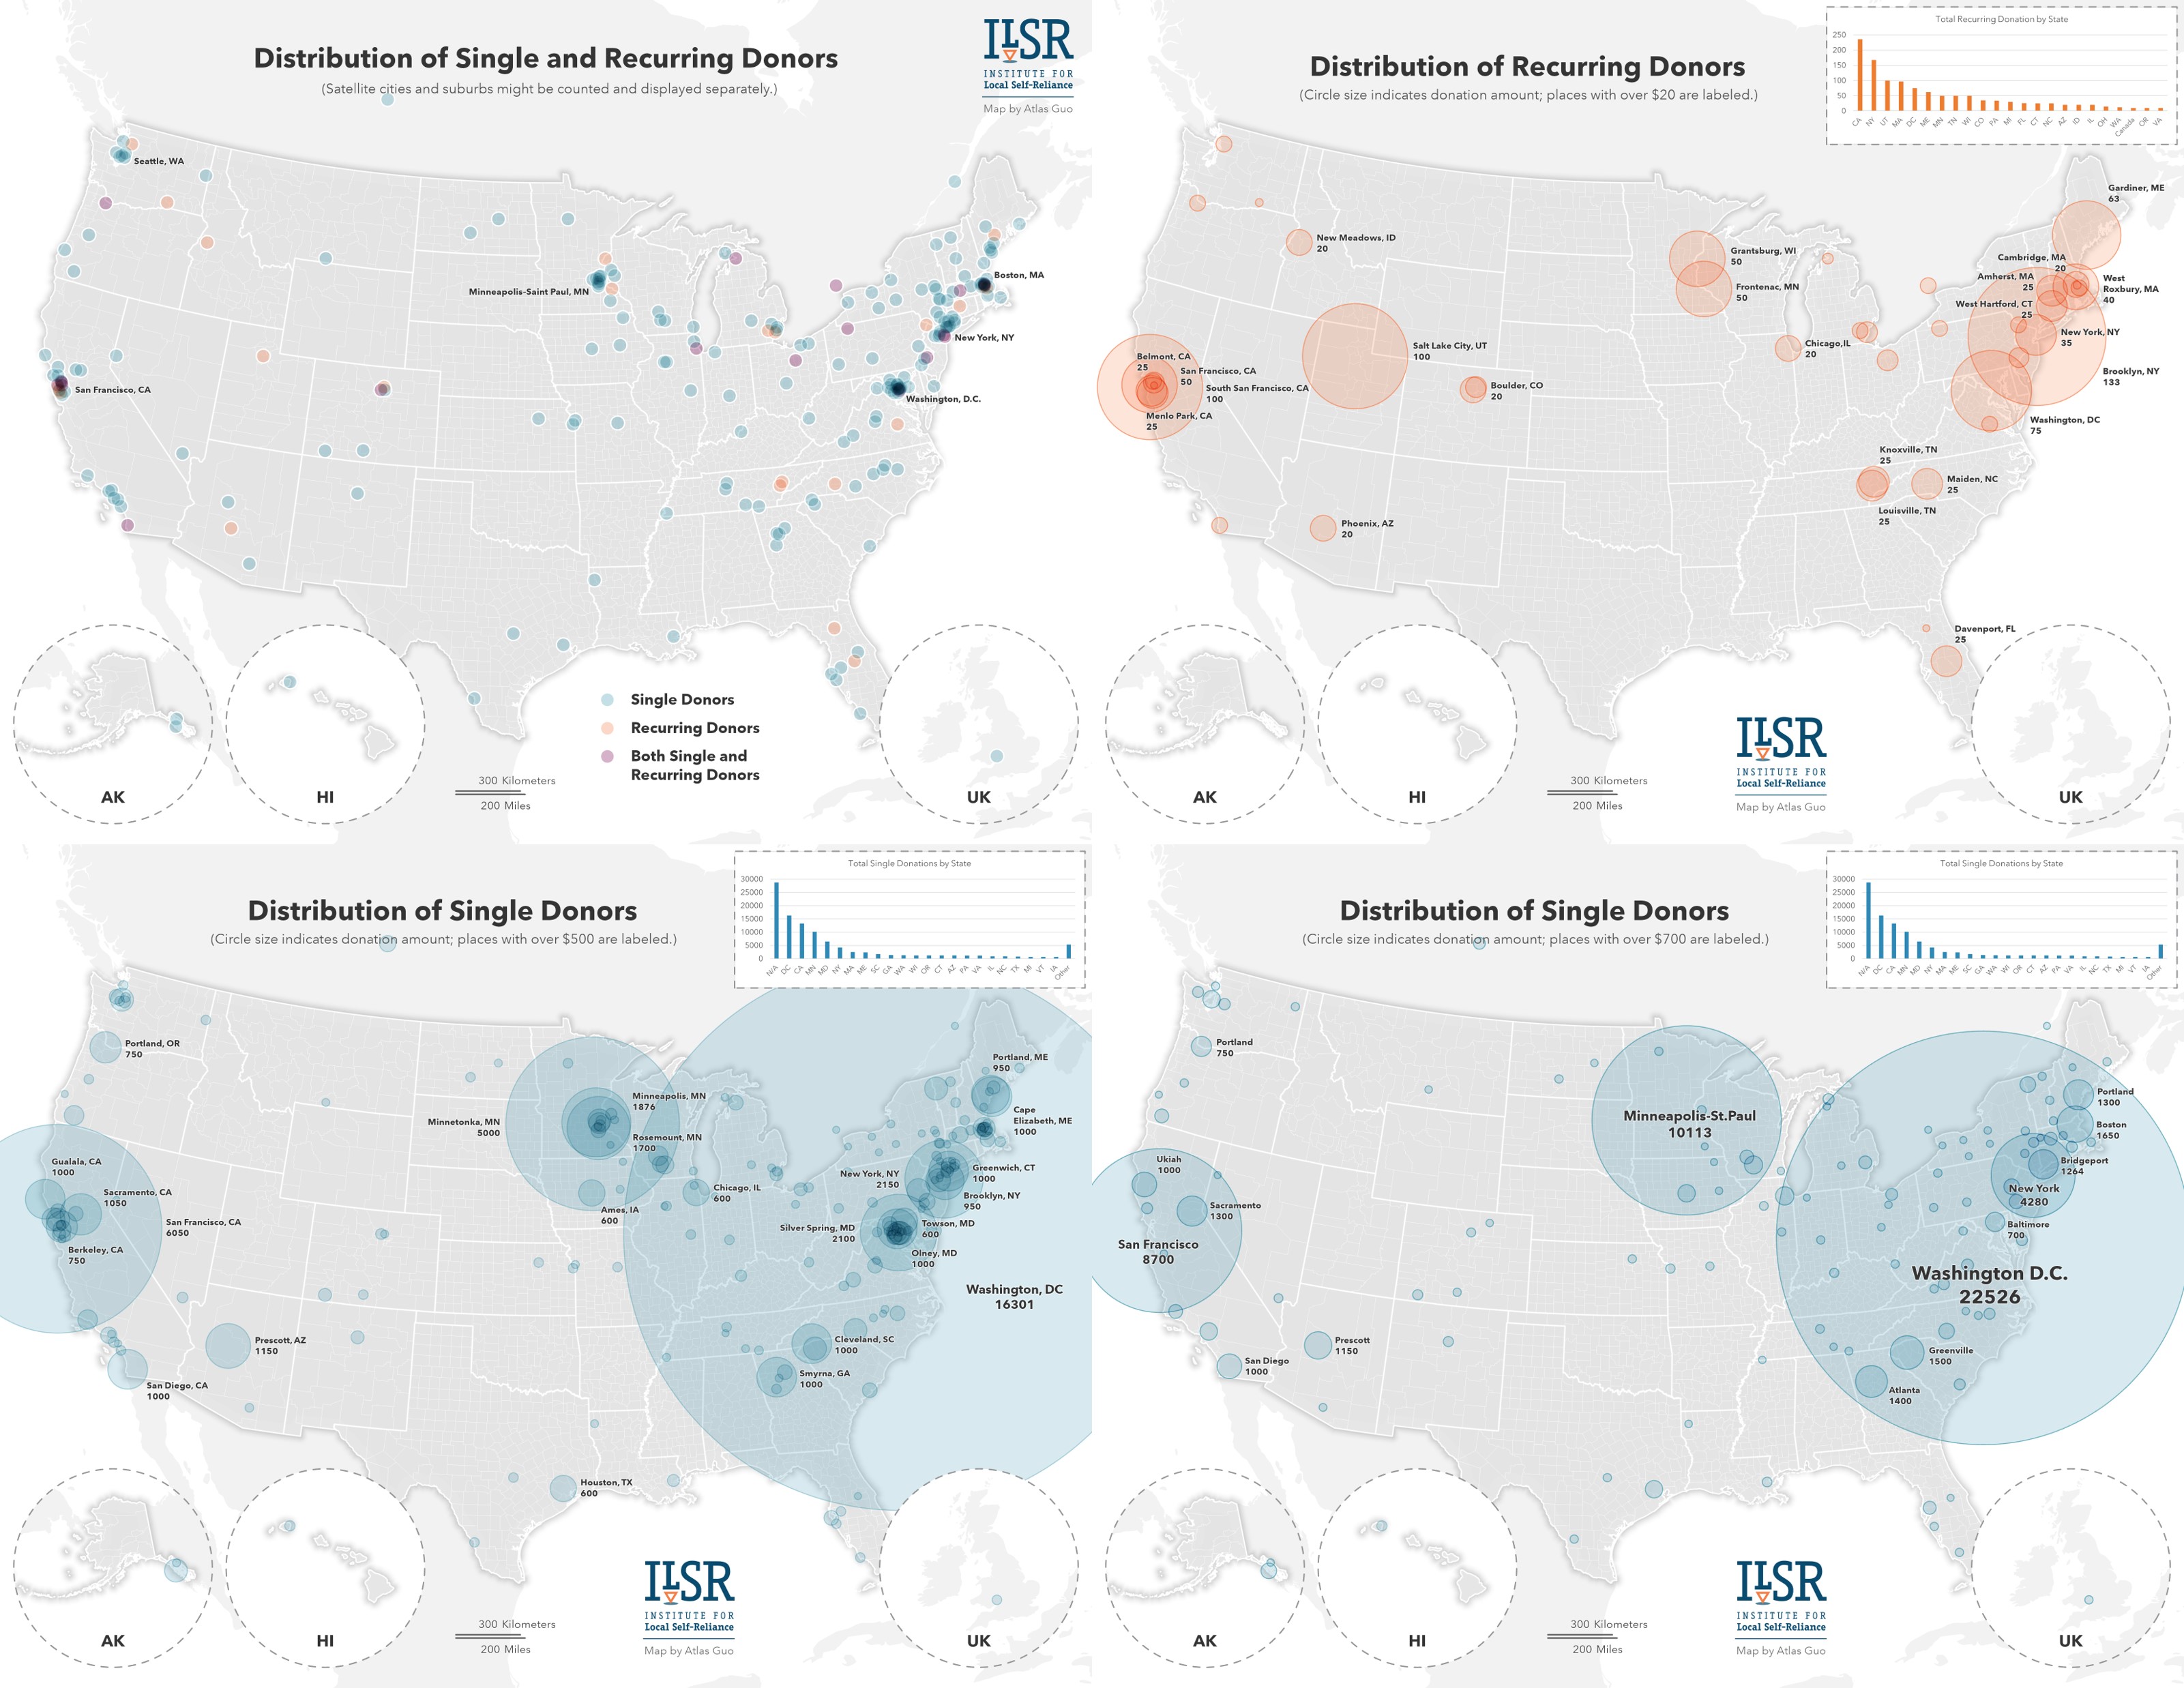 Distribution of Single and Recurring Donors
(Satellite cities and suburbs might be counted and displayed separately.)
ILSR
INSTITUTE FOR
Local Self-Reliance
Map by Atlas Guo
Seattle, WA
Boston, MA
Minneapolis-Saint Paul, MN
New York, NY
San Francisco, CA
Washington, D.C.
Single Donors
Recurring Donors
Both Single and
Recurring Donors
300 Kilometers
200 Miles
AK
HI
UK
Distribution of Recurring Donors
(Circle size indicates donation amount; places with over $20 are labeled.)
Total Recurring Donation by State
250
200
150
100
50
0
CA
NY
UT
MA
DC
ME
MN
TN
WI
CO
PA
MI
FL
CT
NC
AZ
ID
IL
OH
WA
Canada
OR
VA
Gardiner, ME
63
New Meadows, ID
20
Grantsburg, WI
50
Cambridge, MA
20
Amherst, MA
25
West
Roxbury, MA
40
Frontenac, MN
50
West Hartford, CT
25
New York, NY
35
Chicago,IL
20
Salt Lake City, UT
100
Belmont, CA
25
San Francisco, CA
50
South San Francisco, CA
100
Menlo Park, CA
25
Boulder, CO
20
Brooklyn, NY
133
Washington, DC
75
Knoxville, TN
25
Maiden, NC
25
Louisville, TN
25
Phoenix, AZ
20
Davenport, FL
25
ILSR
INSTITUTE FOR
Local Self-Reliance
Map by Atlas Guo
300 Kilometers
200 Miles
AK
HI
UK
Distribution of Single Donors
(Circle size indicates donation amount; places with over $500 are labeled.)
Total Single Donations by State
30000
25000
20000
15000
10000
5000
0
N/A
DC
CA
MN
MD
NY
MA
ME
SC
GA
WA
WI
OR
CT
AZ
PA
VA
IL
NC
TX
MI
VT
IA
Other
Portland, OR
750
Portland, ME
950
Minneapolis, MN
1876
Minnetonka, MN
5000
Cape
Elizabeth, ME
1000
Rosemount, MN
1700
Gualala, CA
1000
New York, NY
2150
Greenwich, CT
1000
Chicago, IL
600
Sacramento, CA
1050
Brooklyn, NY
950
Ames, IA
600
San Francisco, CA
6050
Silver Spring, MD
2100
Towson, MD
600
Berkeley, CA
750
Olney, MD
1000
Washington, DC
16301
Prescott, AZ
1150
Cleveland, SC
1000
Smyrna, GA
1000
San Diego, CA
1000
Houston, TX
600
ILSR
INSTITUTE FOR
Local Self-Reliance
Map by Atlas Guo
300 Kilometers
200 Miles
AK
HI
UK
Distribution of Single Donors
(Circle size indicates donation amount; places with over $700 are labeled.)
Total Single Donations by State
30000
25000
20000
15000
10000
5000
0
N/A
DC
CA
MN
MD
NY
MA
ME
SC
GA
WA
WI
OR
CT
AZ
PA
VA
IL
NC
TX
MI
VT
IA
Other
Portland
750
Portland
1300
Minneapolis-St.Paul
10113
Boston
1650
Ukiah
1000
Bridgeport
1264
New York
4280
Sacramento
1300
Baltimore
700
San Francisco
8700
Washington D.C.
22526
Prescott
1150
Greenville
1500
San Diego
1000
Atlanta
1400
ILSR
INSTITUTE FOR
Local Self-Reliance
Map by Atlas Guo
300 Kilometers
200 Miles
AK
HI
UK